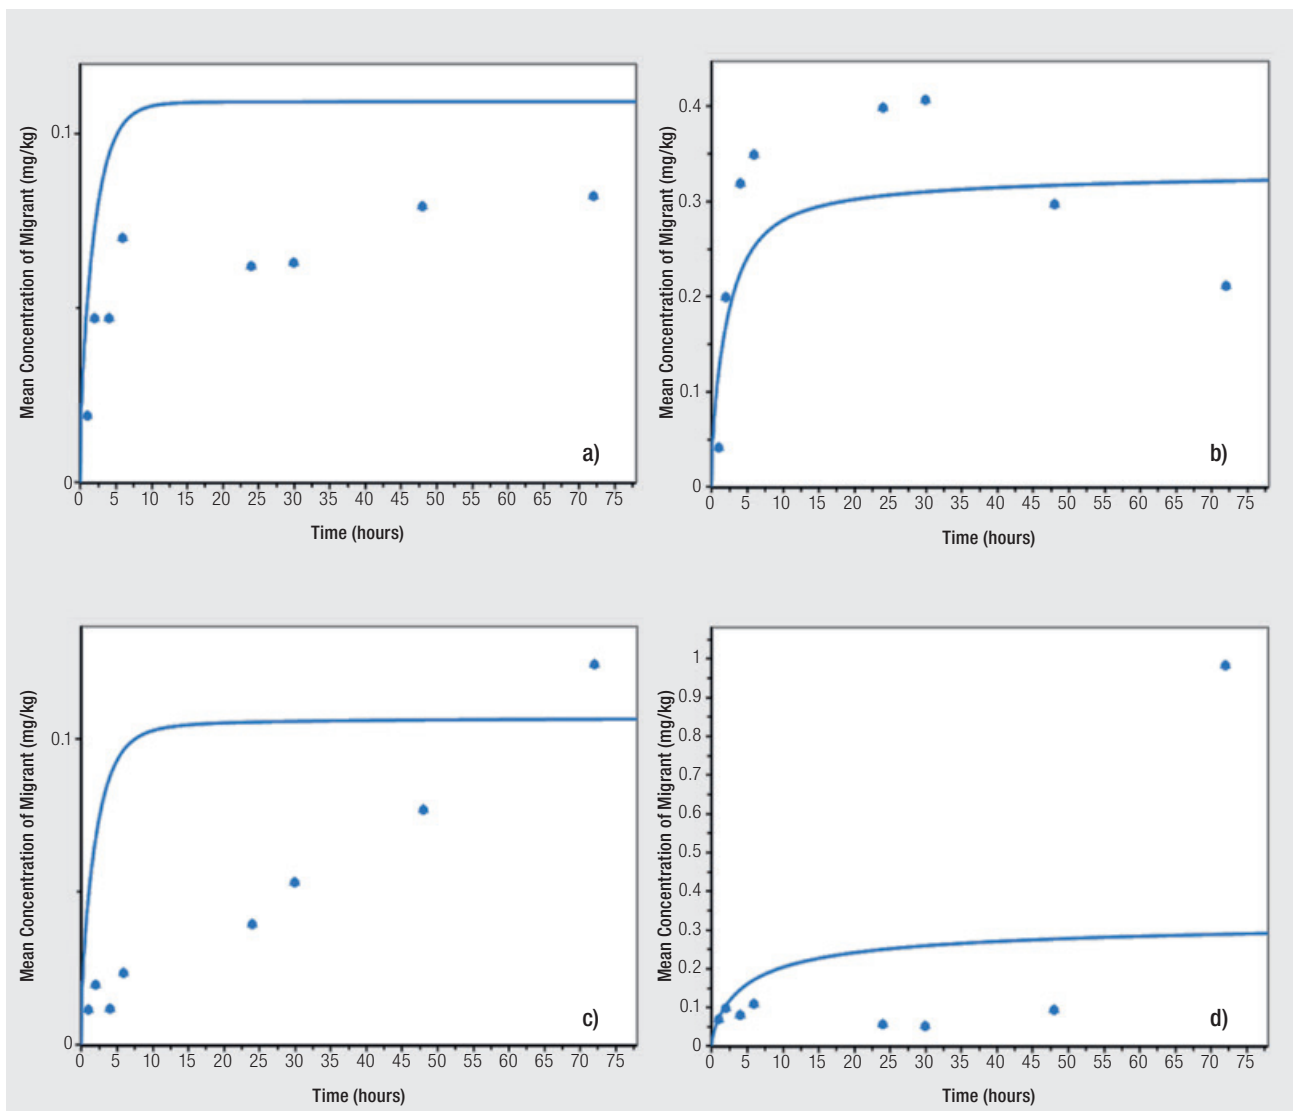 Mean Concentration of Migrant (mg/kg)
0.1
0
0 5 10 15 20 25 30 35 40 45 50 55 60 65 70 75
Time (hours)
a)
Mean Concentration of Migrant (mg/kg)
0.4
0.3
0.2
0.1
0
0 5 10 15 20 25 30 35 40 45 50 55 60 65 70 75
Time (hours)
b)
Mean Concentration of Migrant (mg/kg)
0.1
0
0 5 10 15 20 25 30 35 40 45 50 55 60 65 70 75
Time (hours)
c)
Mean Concentration of Migrant (mg/kg)
1
0.9
0.8
0.7
0.6
0.5
0.4
0.3
0.2
0.1
0
0 5 10 15 20 25 30 35 40 45 50 55 60 65 70 75
Time (hours)
d)